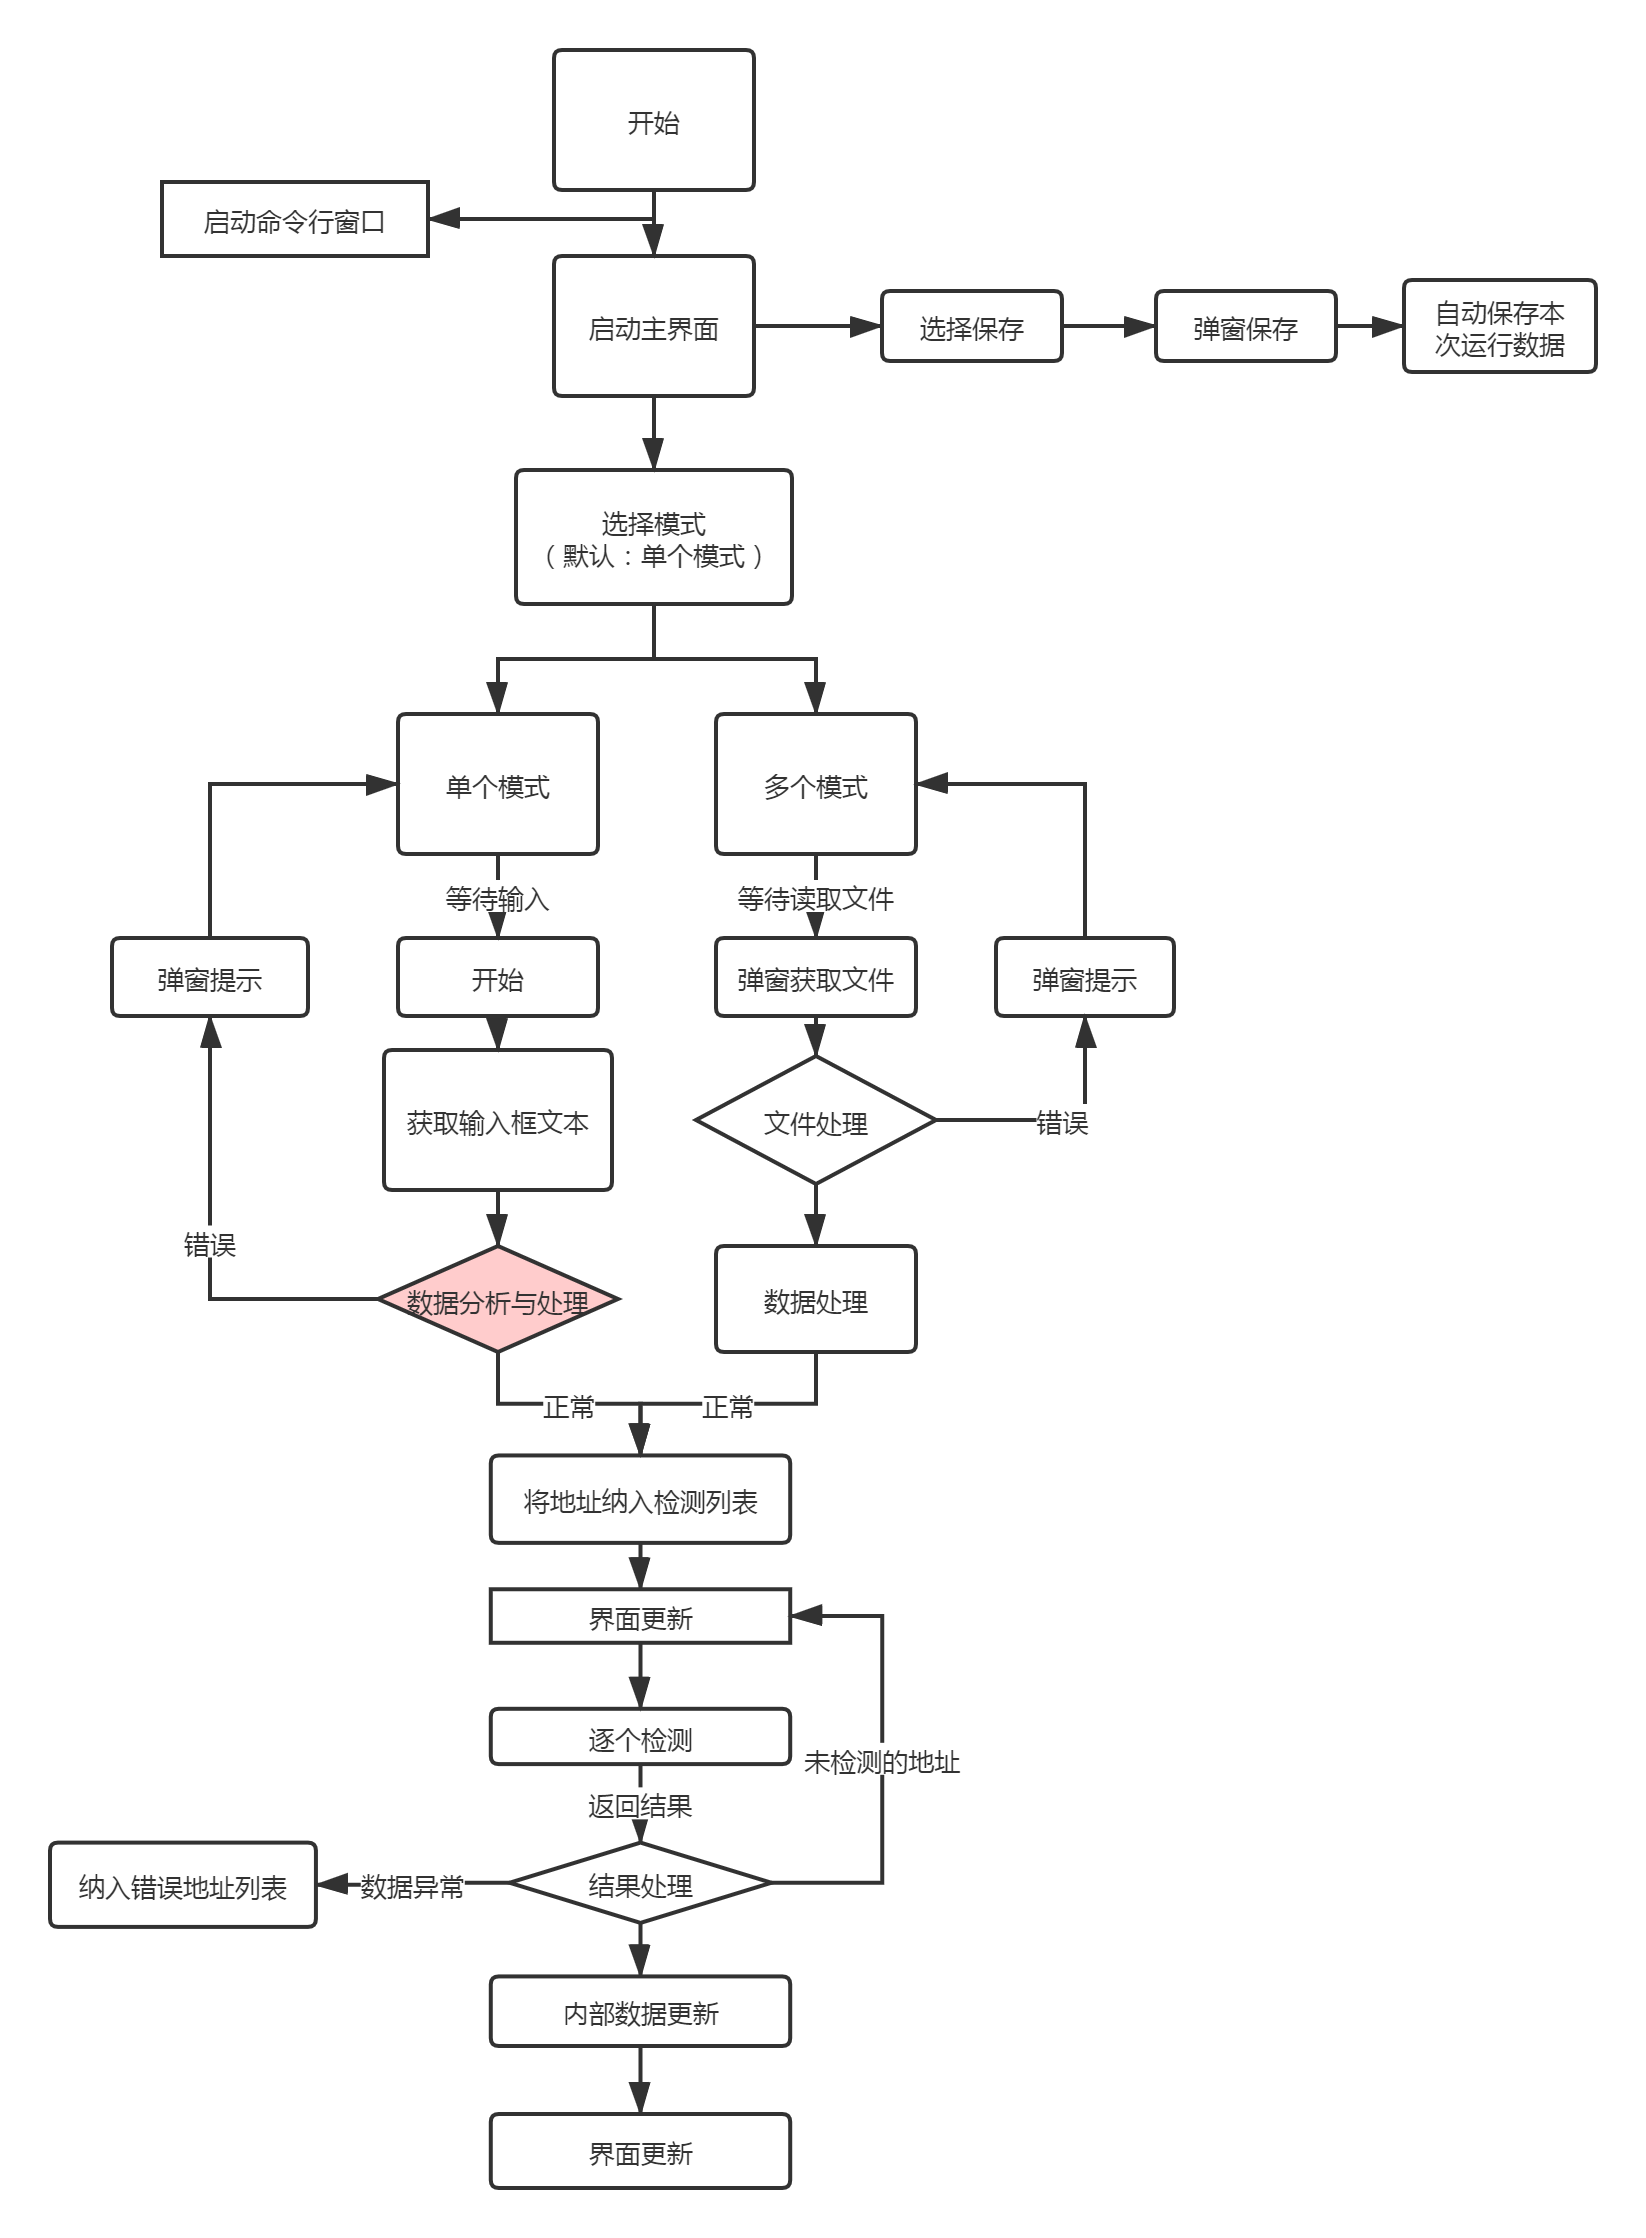 开始
启动命令行窗口
启动主界面
选择保存
弹窗保存
自动保存本
次运行数据
选择模式
（默认：单个模式）
单个模式
多个模式
等待输入
等待读取文件
弹窗提示
开始
弹窗获取文件
弹窗提示
获取输入框文本
文件处理
错误
错误
数据分析与处理
数据处理
正常
正常
将地址纳入检测列表
界面更新
逐个检测
未检测的地址
返回结果
纳入错误地址列表
数据异常
结果处理
内部数据更新
界面更新